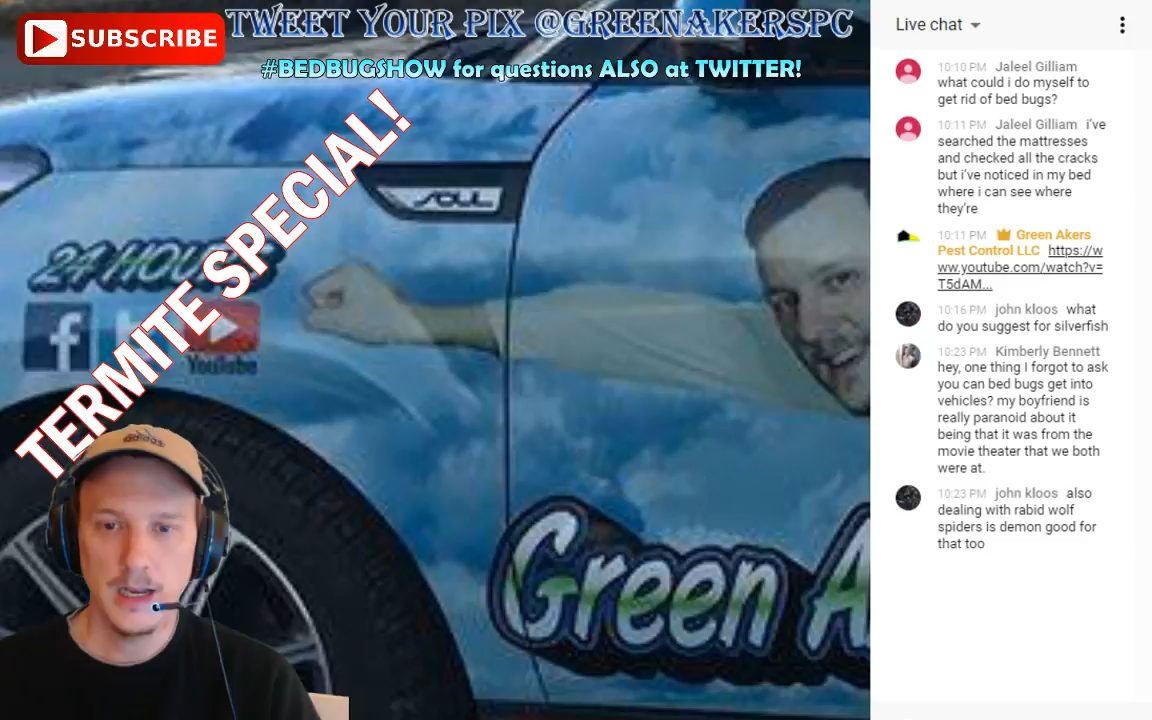 SUBSCRIBE
TWEET YOUR PIX @GREENAKERSPC
#BEDBUGSHOW for questions ALSO at TWITTER!
TERMITE SPECIAL!
SOUL
24 HOURS
f
Youtube
adidas
Green A
Live chat
10:10 PM Jaleel Gilliam
what could i do myself to
get rid of bed bugs?
10:11 PM Jaleel Gilliam i've
searched the mattresses
and checked all the cracks
but i've noticed in my bed
where i can see where
they're
10:11 PM Green Akers
Pest Control LLC https://w
ww.youtube.com/watch?v=
T5dAM...
10:16 PM john kloos what
do you suggest for silverfish
10:23 PM Kimberly Bennett
hey, one thing I forgot to ask
you can bed bugs get into
vehicles? my boyfriend is
really paranoid about it
being that it was from the
movie theater that we both
were at.
10:23 PM john kloos also
dealing with rabid wolf
spiders is demon good for
that too